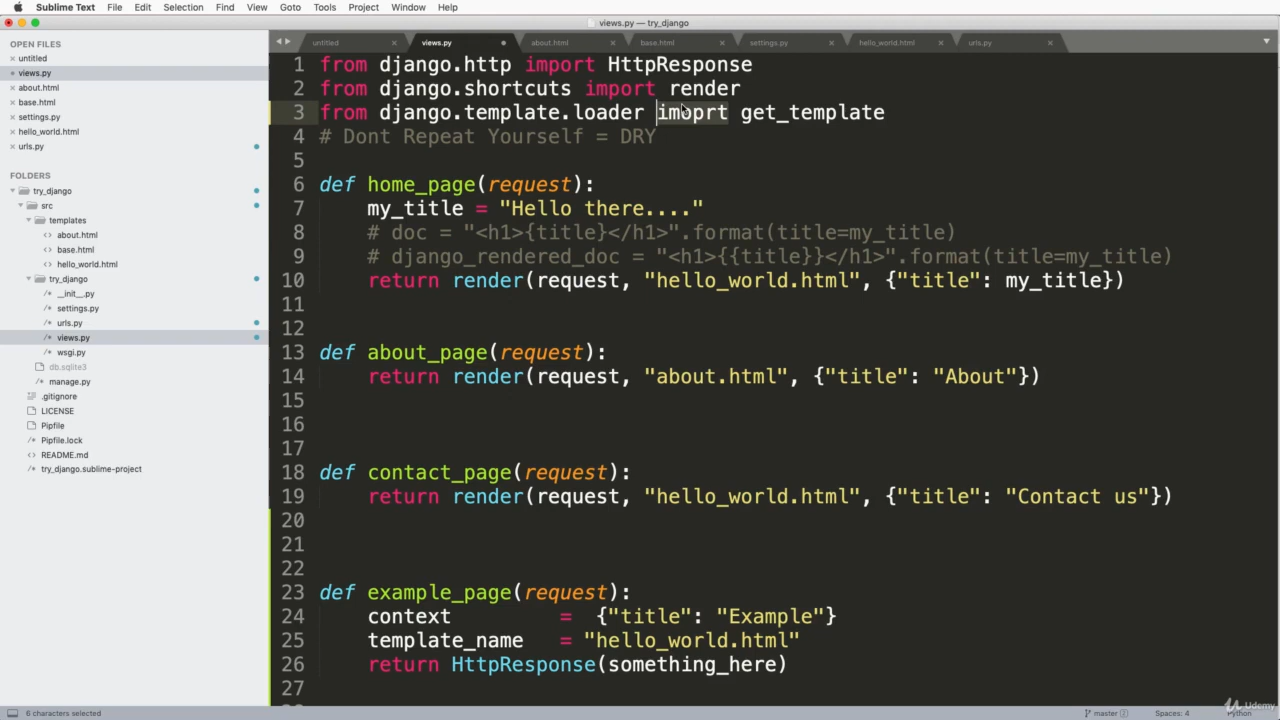 Sublime Text File Edit Selection Find View Goto Tools Project Window Help
views.py — try_django
OPEN FILES
untitled
views.py
about.html
base.html
settings.py
hello_world.html
urls.py
FOLDERS
try_django
src
templates
about.html
base.html
hello_world.html
try_django
__init__.py
settings.py
urls.py
views.py
wsgi.py
db.sqlite3
manage.py
.gitignore
LICENSE
Pipfile
Pipfile.lock
README.md
try_django.sublime-project
untitled views.py about.html base.html settings.py hello_world.html urls.py
1 from django.http import HttpResponse
2 from django.shortcuts import render
3 from django.template.loader imoprt get_template
4 # Dont Repeat Yourself = DRY
5
6 def home_page(request):
7 my_title = "Hello there...."
8 # doc = "<h1>{title}</h1>".format(title=my_title)
9 # django_rendered_doc = "<h1>{{title}}</h1>".format(title=my_title)
10 return render(request, "hello_world.html", {"title": my_title})
11
12
13 def about_page(request):
14 return render(request, "about.html", {"title": "About"})
15
16
17
18 def contact_page(request):
19 return render(request, "hello_world.html", {"title": "Contact us"})
20
21
22
23 def example_page(request):
24 context = {"title": "Example"}
25 template_name = "hello_world.html"
26 return HttpResponse(something_here)
27
6 characters selected
master Spaces: 4 Python
Udemy